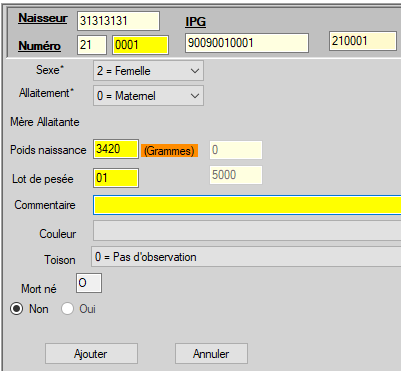 Naisseur 31313131 IPG
Numéro 21 0001 90090010001 210001
Sexe* 2 = Femelle
Allaitement* 0 = Maternel
Mère Allaitante
Poids naissance 3420 (Grammes) 0
Lot de pesée 01 5000
Commentaire
Couleur
Toison 0 = Pas d'observation
Mort né O
Non Oui
Ajouter Annuler